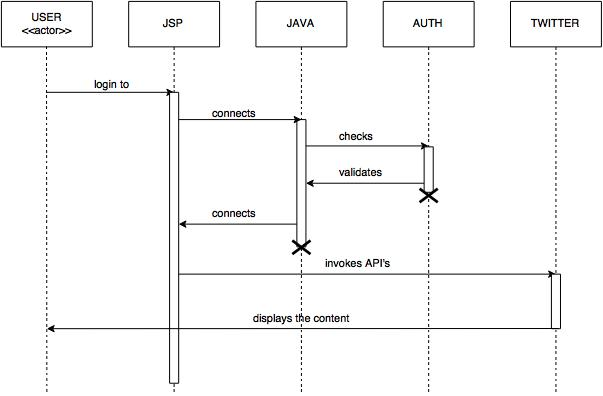 USER
<<actor>>
JSP
JAVA
AUTH
TWITTER
login to
connects
checks
validates
connects
invokes API's
displays the content